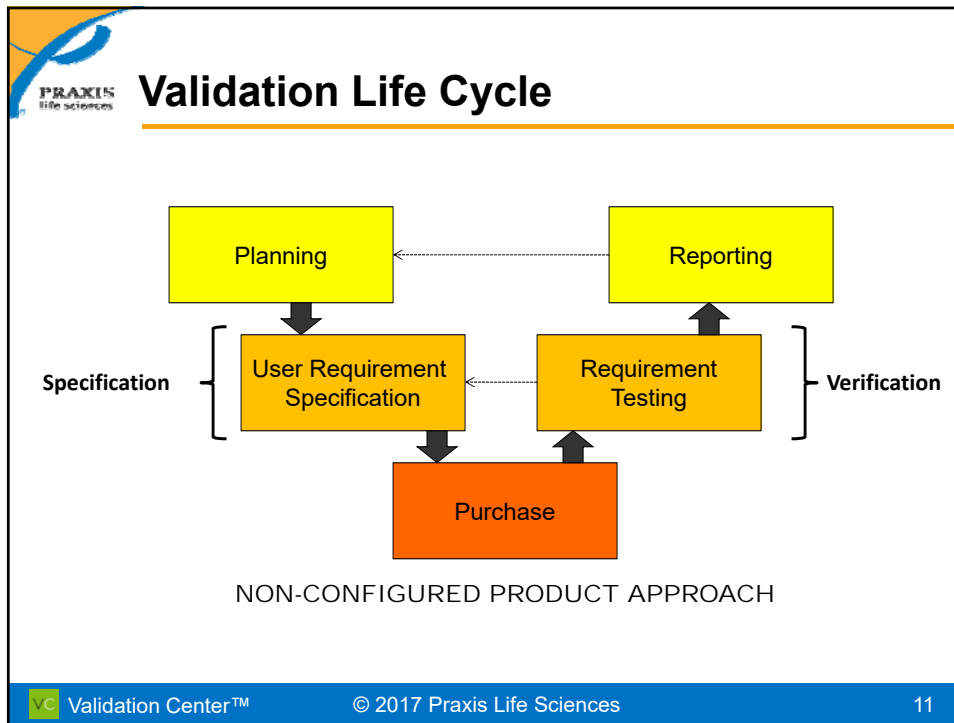 PRAXIS
life sciences
Validation Life Cycle
Planning
Reporting
Specification
User Requirement
Specification
Requirement
Testing
Verification
Purchase
NON-CONFIGURED PRODUCT APPROACH
VC Validation Center™ © 2017 Praxis Life Sciences 11